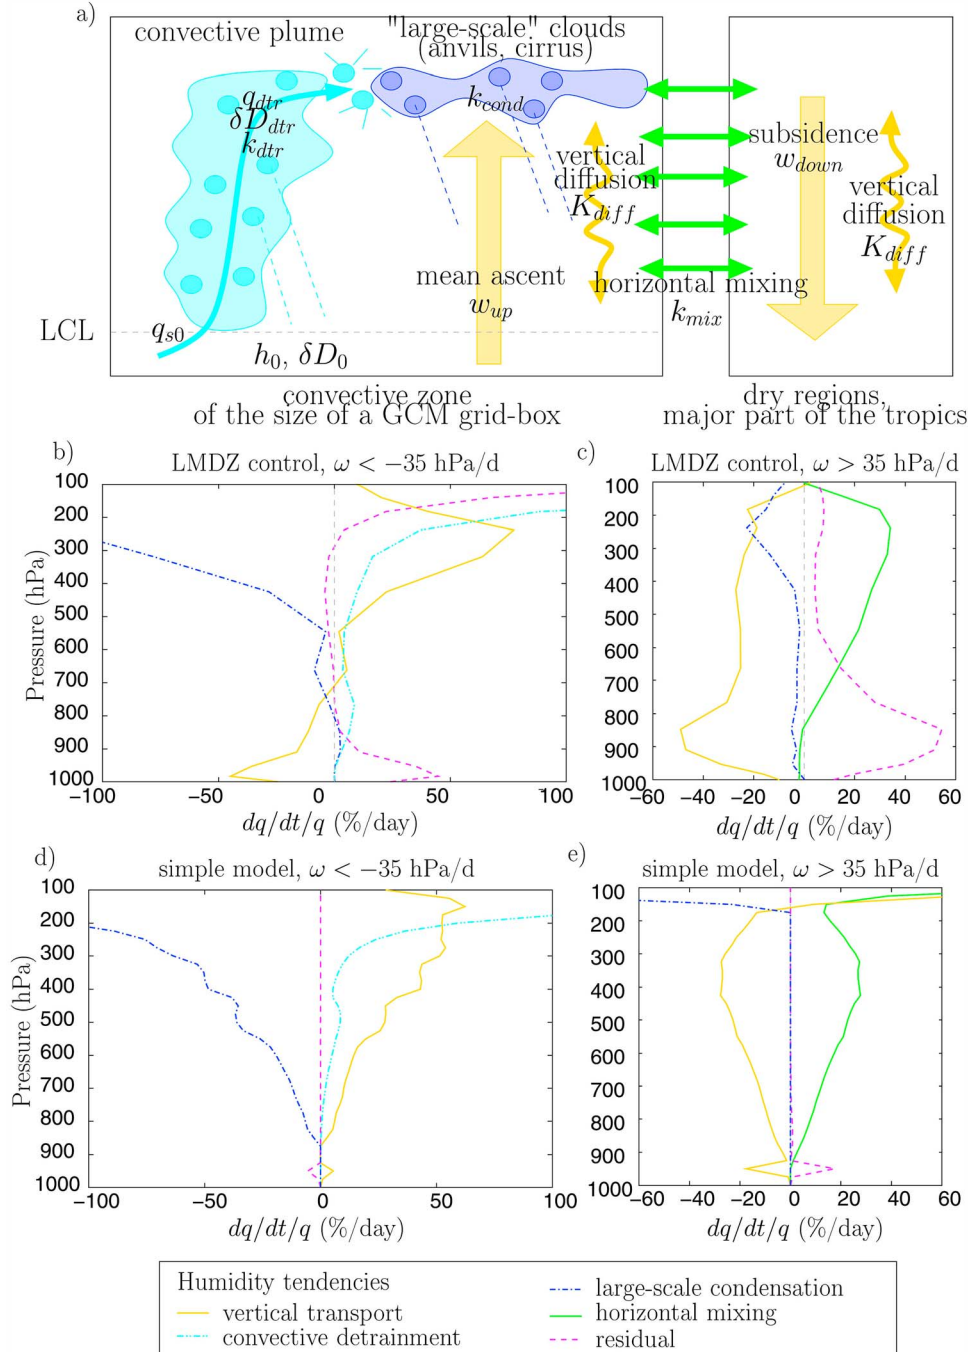 a)
convective plume
"large-scale" clouds
(anvils, cirrus)
q_dtr
δD_dtr
k_dtr
k_cond
vertical
diffusion
K_diff
subsidence
w_down
vertical
diffusion
K_diff
mean ascent
w_up
horizontal mixing
k_mix
LCL
q_s0
h_0, δD_0
convective zone
of the size of a GCM grid-box
dry regions,
major part of the tropics
b)
LMDZ control, ω < −35 hPa/d
100
200
300
400
500
600
700
800
900
1000
Pressure (hPa)
−100
−50
0
50
100
dq/dt/q (%/day)
c)
LMDZ control, ω > 35 hPa/d
100
200
300
400
500
600
700
800
900
1000
−60
−40
−20
0
20
40
60
dq/dt/q (%/day)
d)
simple model, ω < −35 hPa/d
100
200
300
400
500
600
700
800
900
1000
Pressure (hPa)
−100
−50
0
50
100
dq/dt/q (%/day)
e)
simple model, ω > 35 hPa/d
100
200
300
400
500
600
700
800
900
1000
−60
−40
−20
0
20
40
60
dq/dt/q (%/day)
Humidity tendencies
vertical transport
convective detrainment
large-scale condensation
horizontal mixing
residual